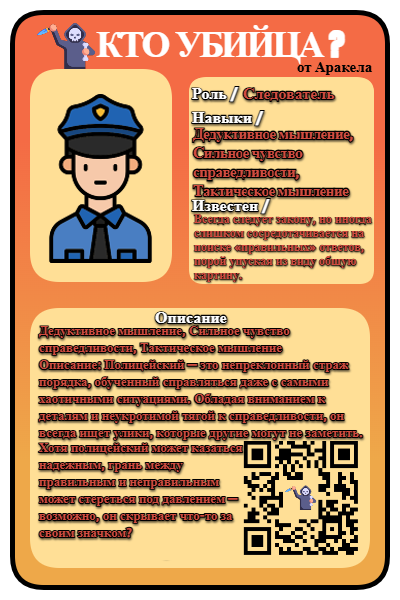 КТО УБИЙЦА?
от Аракела
Роль / Следователь
Навыки /
Дедуктивное мышление,
Сильное чувство
справедливости,
Тактическое мышление
Известен /
Всегда следует закону, но иногда
слишком сосредотачивается на
поиске «правильных» ответов,
порой упуская из виду общую
картину.
Описание
Дедуктивное мышление, Сильное чувство
справедливости, Тактическое мышление
Описание: Полицейский — это непреклонный страж
порядка, обученный справляться даже с самыми
хаотичными ситуациями. Обладая вниманием к
деталям и неукротимой тягой к справедливости, он
всегда ищет улики, которые другие могут не заметить.
Хотя полицейский может казаться
надежным, грань между
правильным и неправильным
может стереться под давлением —
возможно, он скрывает что-то за
своим значком?